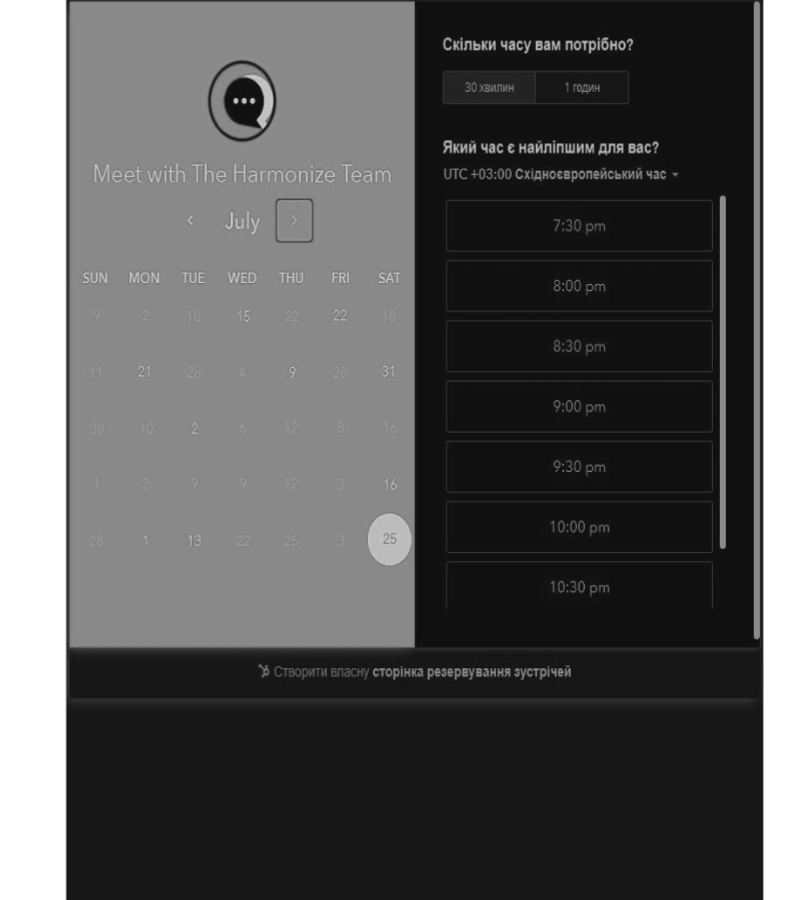 Meet with The Harmonize Team
July
SUN MON TUE WED THU FRI SAT
9 2 18 15 22 22 18
11 21 28 4 9 28 31
30 10 2 6 12 8 16
1 2 9 9 12 3 16
28 1 13 22 25 3 25
Скільки часу вам потрібно?
30 хвилин 1 годин
Який час є найліпшим для вас?
UTC +03:00 Східноєвропейський час
7:30 pm
8:00 pm
8:30 pm
9:00 pm
9:30 pm
10:00 pm
10:30 pm
Створити власну сторінка резервування зустрічей